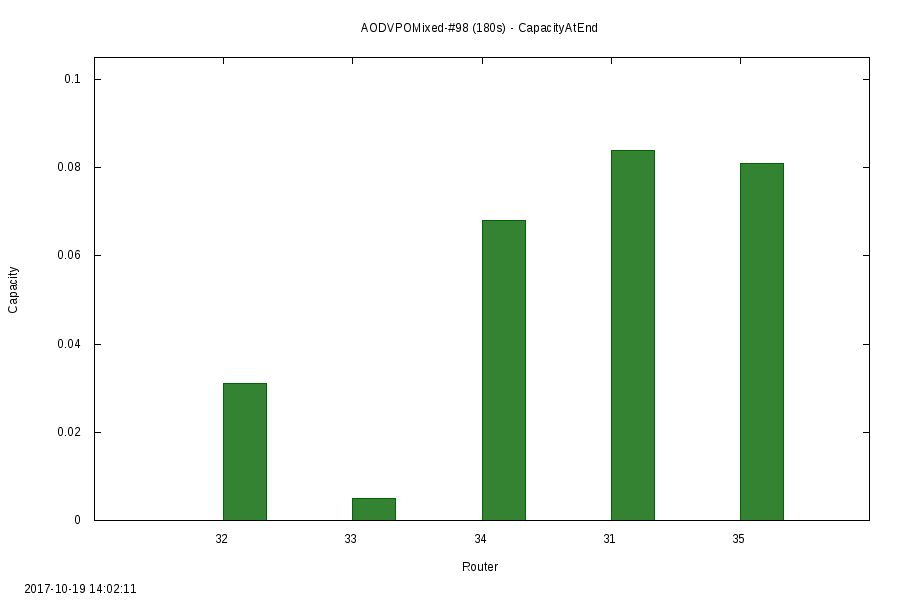 AODVPOMixed-#98 (180s) - CapacityAtEnd
0.1
0.08
0.06
0.04
0.02
0
Capacity
32 33 34 31 35
Router
2017-10-19 14:02:11